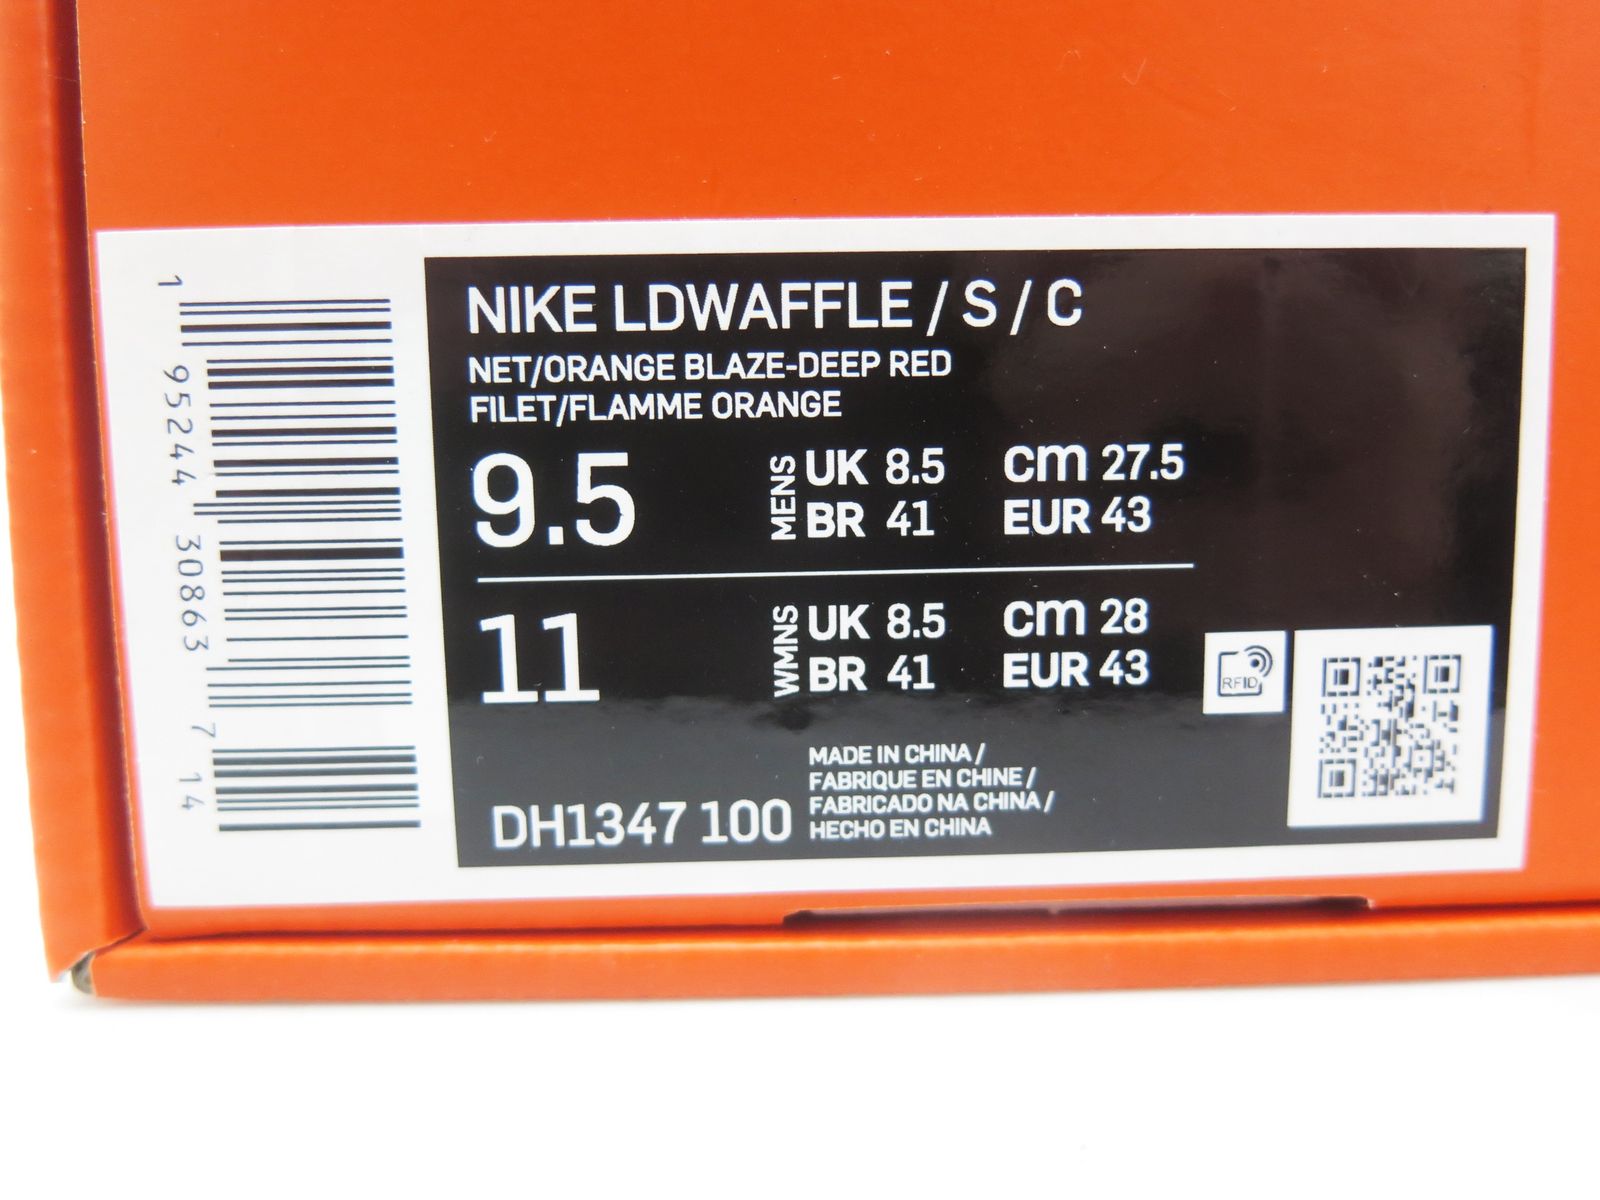 NIKE LDWAFFLE / S / C
NET/ORANGE BLAZE-DEEP RED
FILET/FLAMME ORANGE
9.5 MENS UK 8.5 cm 27.5
BR 41 EUR 43
11 WMNS UK 8.5 cm 28
BR 41 EUR 43
RFID
MADE IN CHINA /
FABRIQUE EN CHINE /
FABRICADO NA CHINA /
HECHO EN CHINA
DH1347 100
1 95244 30863 7 14